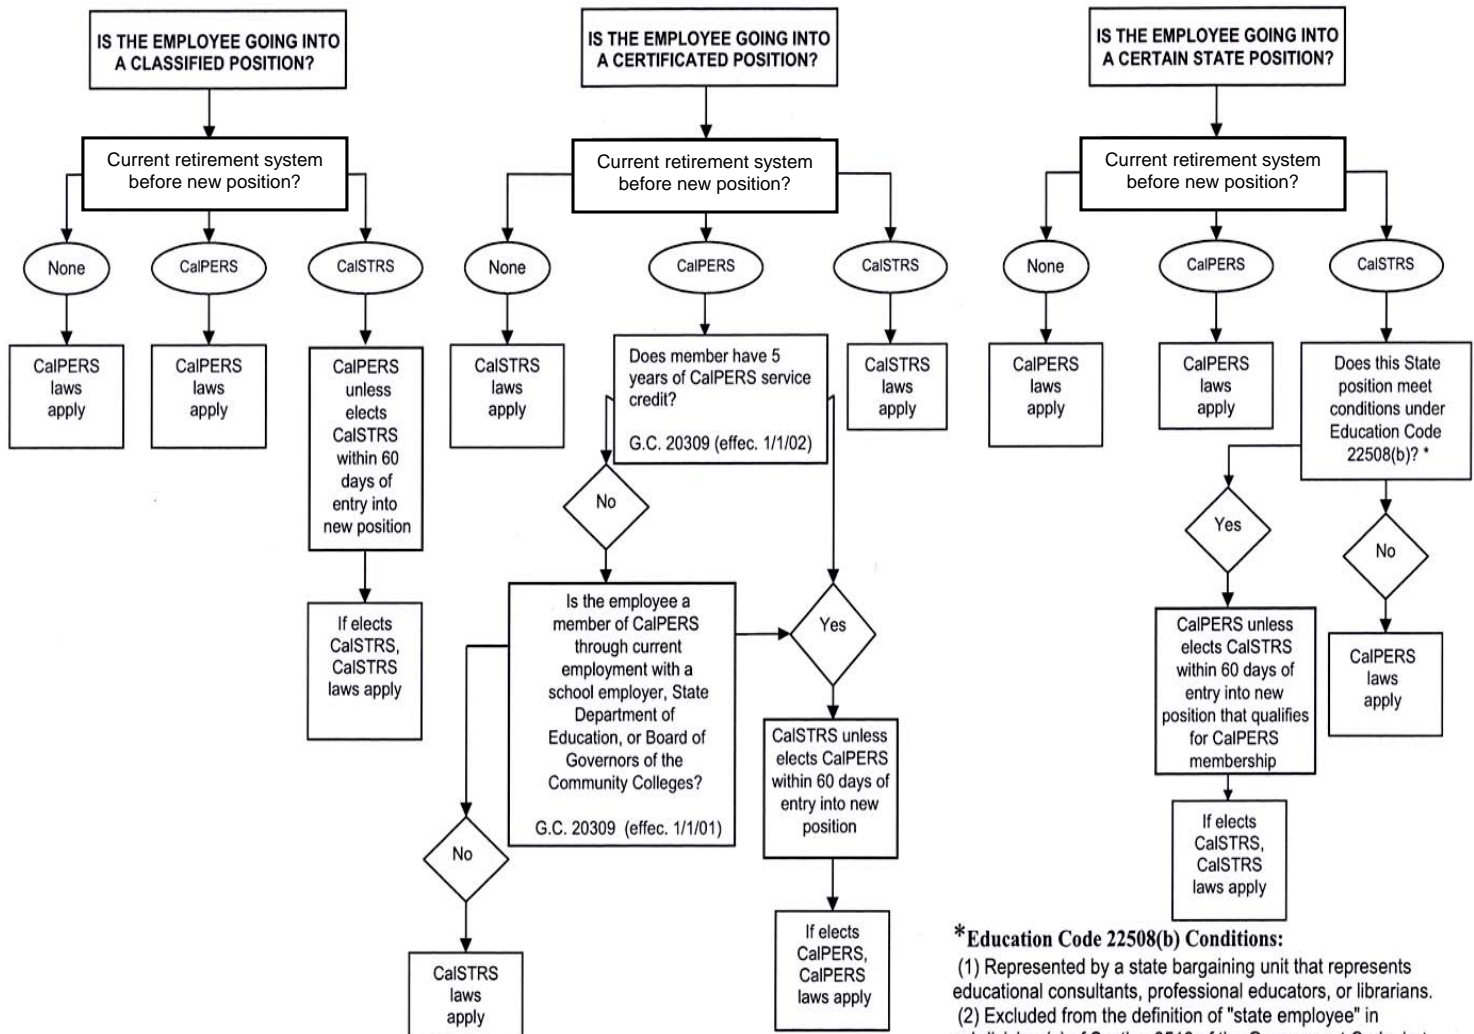 IS THE EMPLOYEE GOING INTO
A CLASSIFIED POSITION?
Current retirement system
before new position?
None
CalPERS
CalSTRS
CalPERS
laws
apply
CalPERS
laws
apply
CalPERS
unless
elects
CalSTRS
within 60
days of
entry into
new position
If elects
CalSTRS,
CalSTRS
laws apply
IS THE EMPLOYEE GOING INTO
A CERTIFICATED POSITION?
Current retirement system
before new position?
None
CalPERS
CalSTRS
CalSTRS
laws
apply
Does member have 5
years of CalPERS service
credit?
G.C. 20309 (effec. 1/1/02)
CalSTRS
laws
apply
No
Is the employee a
member of CalPERS
through current
employment with a
school employer, State
Department of
Education, or Board of
Governors of the
Community Colleges?
G.C. 20309 (effec. 1/1/01)
Yes
No
CalSTRS
laws
apply
CalSTRS unless
elects CalPERS
within 60 days of
entry into new
position
If elects
CalPERS,
CalPERS
laws apply
IS THE EMPLOYEE GOING INTO
A CERTAIN STATE POSITION?
Current retirement system
before new position?
None
CalPERS
CalSTRS
CalPERS
laws
apply
CalPERS
laws
apply
Does this State
position meet
conditions under
Education Code
22508(b)? *
Yes
No
CalPERS unless
elects CalSTRS
within 60 days of
entry into new
position that qualifies
for CalPERS
membership
CalPERS
laws
apply
If elects
CalSTRS,
CalSTRS
laws apply
*Education Code 22508(b) Conditions:
(1) Represented by a state bargaining unit that represents
educational consultants, professional educators, or librarians.
(2) Excluded from the definition of "state employee" in